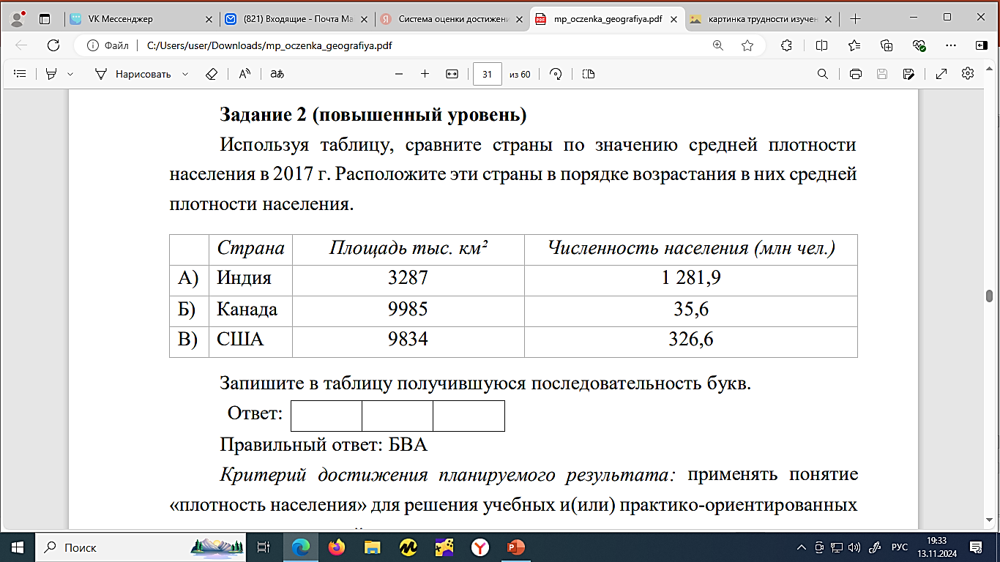 VK Мессенджер
(821) Входящие - Почта Ma
Система оценки достижени
mp_oczenka_geografiya.pdf
картинка трудности изучен
Файл C:/Users/user/Downloads/mp_oczenka_geografiya.pdf
Нарисовать
31 из 60
Задание 2 (повышенный уровень)
Используя таблицу, сравните страны по значению средней плотности
населения в 2017 г. Расположите эти страны в порядке возрастания в них средней
плотности населения.
Страна Площадь тыс. км² Численность населения (млн чел.)
А) Индия 3287 1 281,9
Б) Канада 9985 35,6
В) США 9834 326,6
Запишите в таблицу получившуюся последовательность букв.
Ответ:
Правильный ответ: БВА
Критерий достижения планируемого результата: применять понятие
«плотность населения» для решения учебных и(или) практико-ориентированных
Поиск
РУС
19:33
13.11.2024